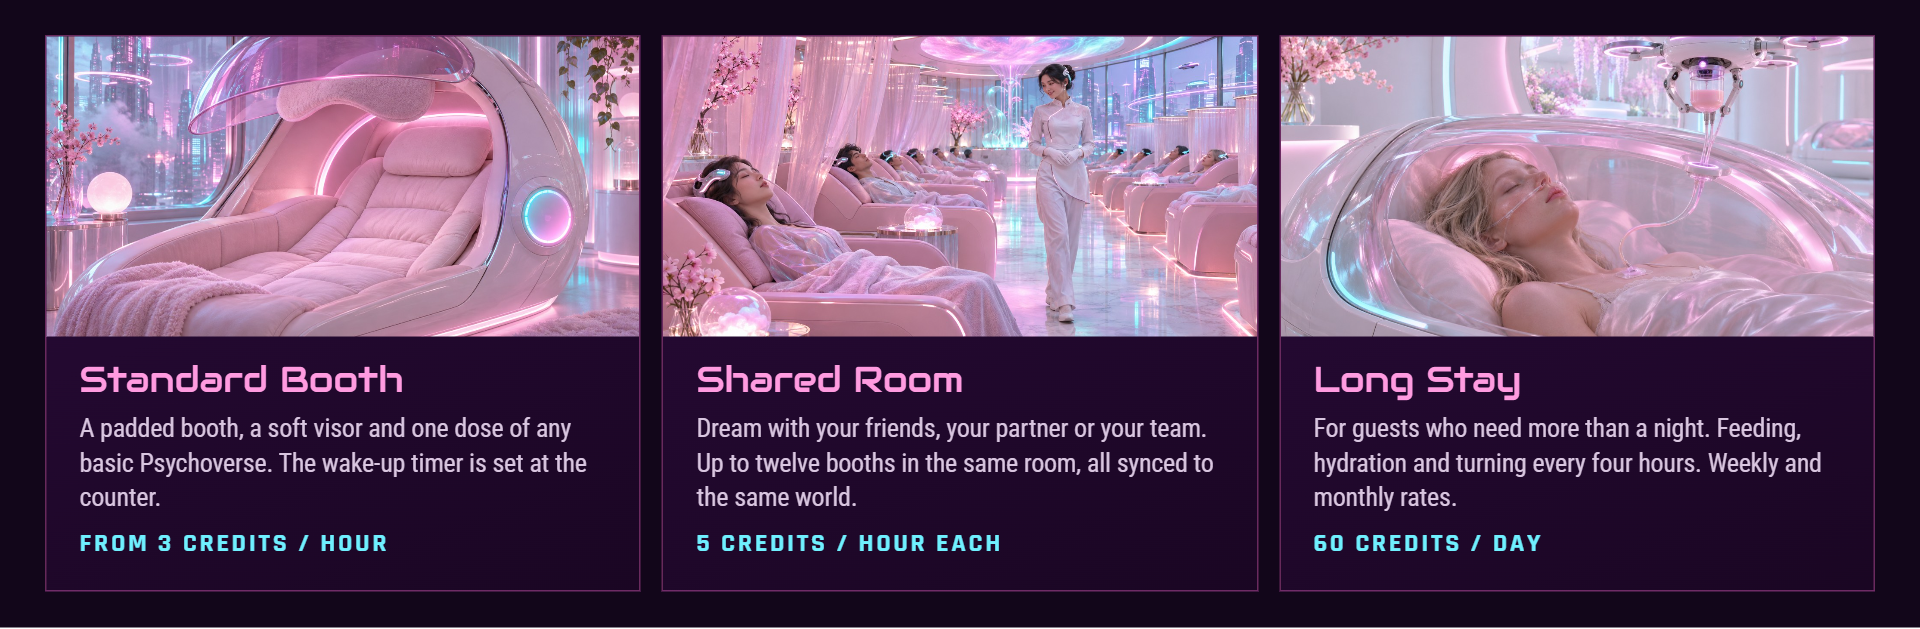 Standard Booth
A padded booth, a soft visor and one dose of any
basic Psychoverse. The wake-up timer is set at the
counter.
FROM 3 CREDITS / HOUR
Shared Room
Dream with your friends, your partner or your team.
Up to twelve booths in the same room, all synced to
the same world.
5 CREDITS / HOUR EACH
Long Stay
For guests who need more than a night. Feeding,
hydration and turning every four hours. Weekly and
monthly rates.
60 CREDITS / DAY